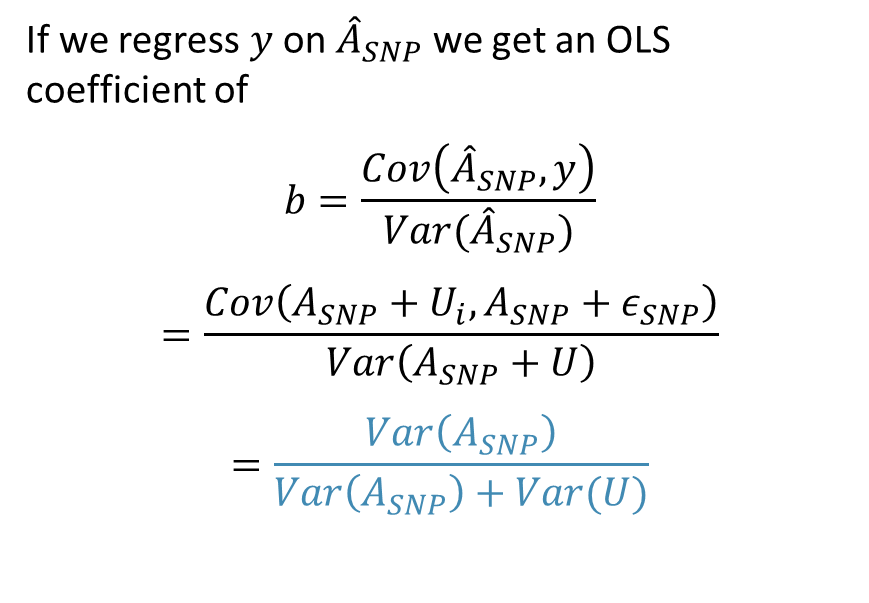 If we regress y on Â_SNP we get an OLS
coefficient of
b = Cov(Â_SNP, y) / Var(Â_SNP)
= Cov(A_SNP + U_i, A_SNP + ϵ_SNP) / Var(A_SNP + U)
= Var(A_SNP) / Var(A_SNP) + Var(U)